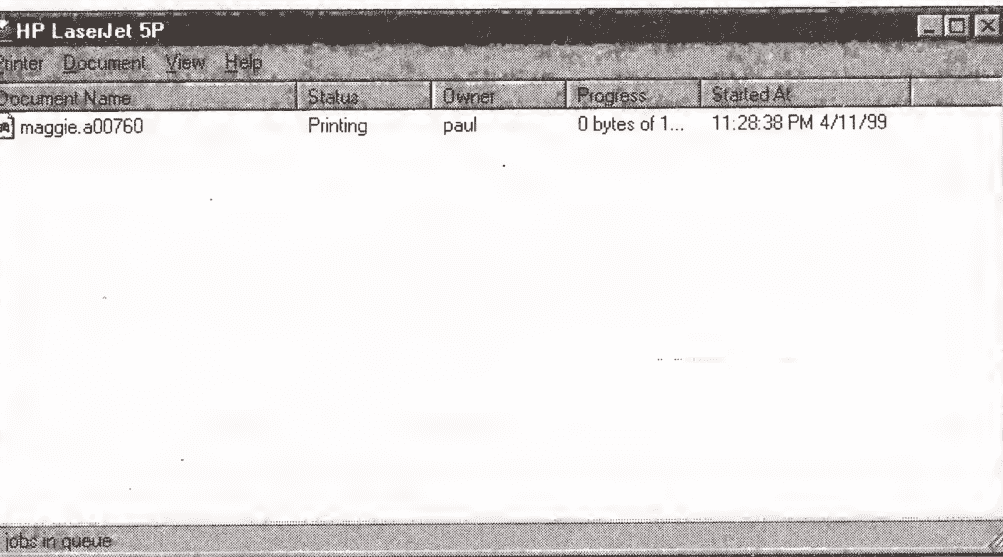 HP LaserJet 5P
Printer Document View Help
Document Name Status Owner Progress Started At
maggie.a00760 Printing paul 0 bytes of 1... 11:28:38 PM 4/11/99
jobs in queue